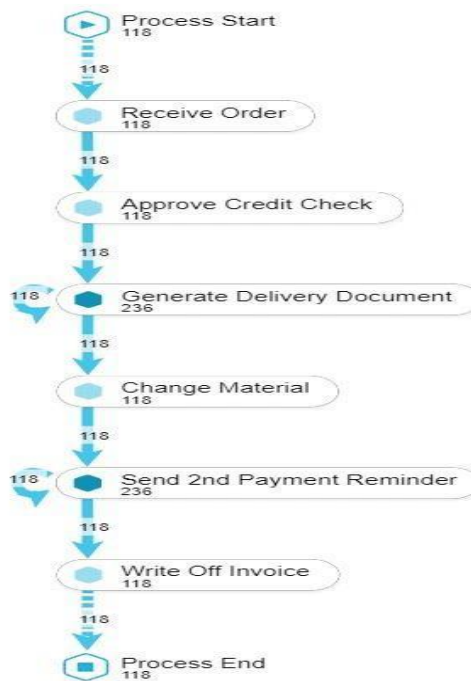 Process Start
118
118
Receive Order
118
118
Approve Credit Check
118
118
118
Generate Delivery Document
236
118
Change Material
118
118
118
Send 2nd Payment Reminder
236
118
Write Off Invoice
118
118
Process End
118